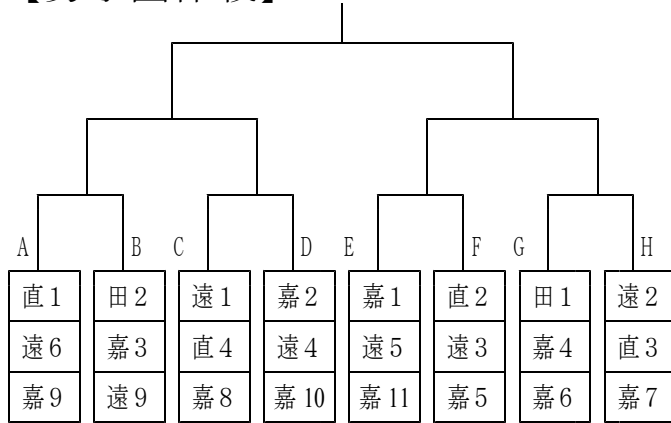 A B C D E F G H
直1 田2 遠1 嘉2 嘉1 直2 田1 遠2
遠6 嘉3 直4 遠4 遠5 遠3 嘉4 直3
嘉9 遠9 嘉8 嘉10 嘉11 嘉5 嘉6 嘉7